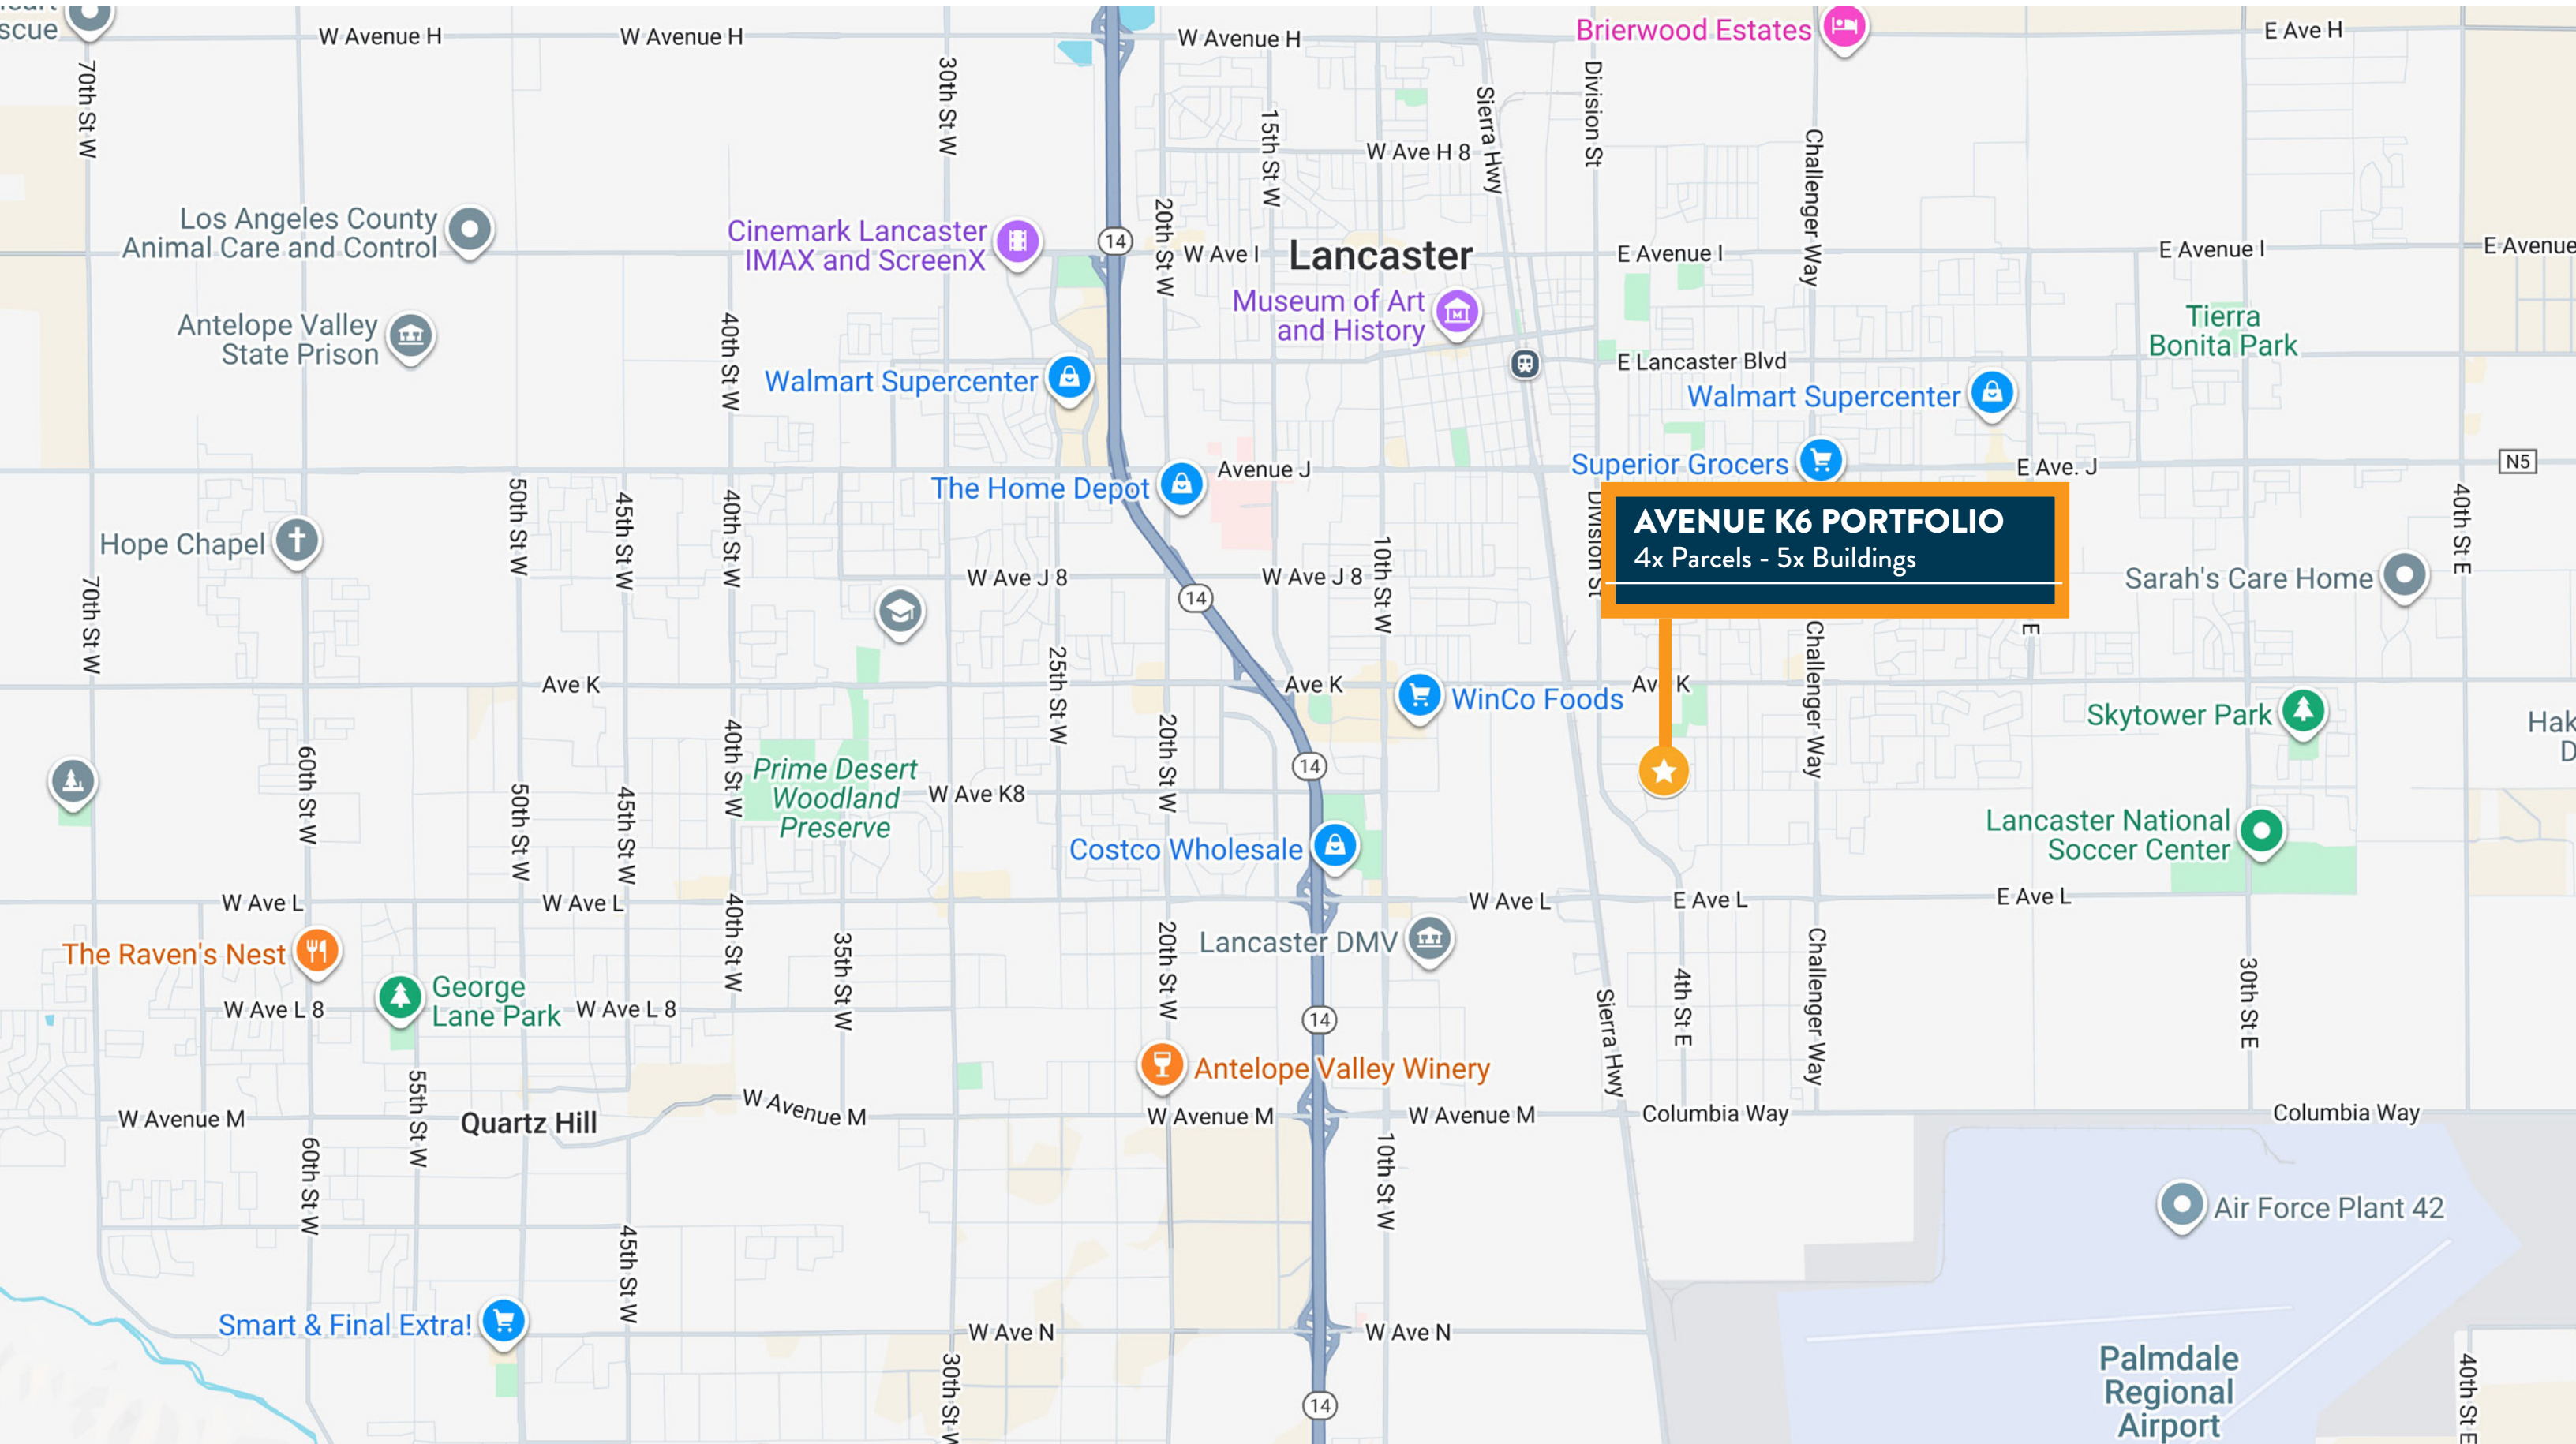 scue
W Avenue H
W Avenue H
W Avenue H
Brierwood Estates
E Ave H
70th St W
30th St W
Sierra Hwy
Division St
15th St W
W Ave H 8
Challenger Way
Los Angeles County
Animal Care and Control
Cinemark Lancaster
IMAX and ScreenX
14
20th St W
W Ave I
Lancaster
E Avenue I
E Avenue I
E Avenue
Antelope Valley
State Prison
40th St W
Museum of Art
and History
Tierra
Bonita Park
Walmart Supercenter
E Lancaster Blvd
Walmart Supercenter
The Home Depot
Avenue J
Superior Grocers
E Ave. J
N5
50th St W
45th St W
40th St W
Division St
AVENUE K6 PORTFOLIO
4x Parcels - 5x Buildings
40th St E
Hope Chapel
10th St W
70th St W
W Ave J 8
14
W Ave J 8
Sarah's Care Home
E
Challenger Way
25th St W
Ave K
Ave K
WinCo Foods
Av K
Skytower Park
Hak
D
60th St W
40th St W
20th St W
14
Prime Desert
Woodland
Preserve
W Ave K8
50th St W
45th St W
Costco Wholesale
Lancaster National
Soccer Center
W Ave L
W Ave L
40th St W
W Ave L
E Ave L
E Ave L
The Raven's Nest
35th St W
20th St W
Lancaster DMV
Challenger Way
George
Lane Park
W Ave L 8
W Ave L 8
14
Sierra Hwy
4th St E
30th St E
Antelope Valley Winery
55th St W
W Avenue M
Quartz Hill
W Avenue M
W Avenue M
W Avenue M
Columbia Way
Columbia Way
60th St W
10th St W
Air Force Plant 42
45th St W
Smart & Final Extra!
W Ave N
W Ave N
30th St W
14
Palmdale
Regional
Airport
40th St E